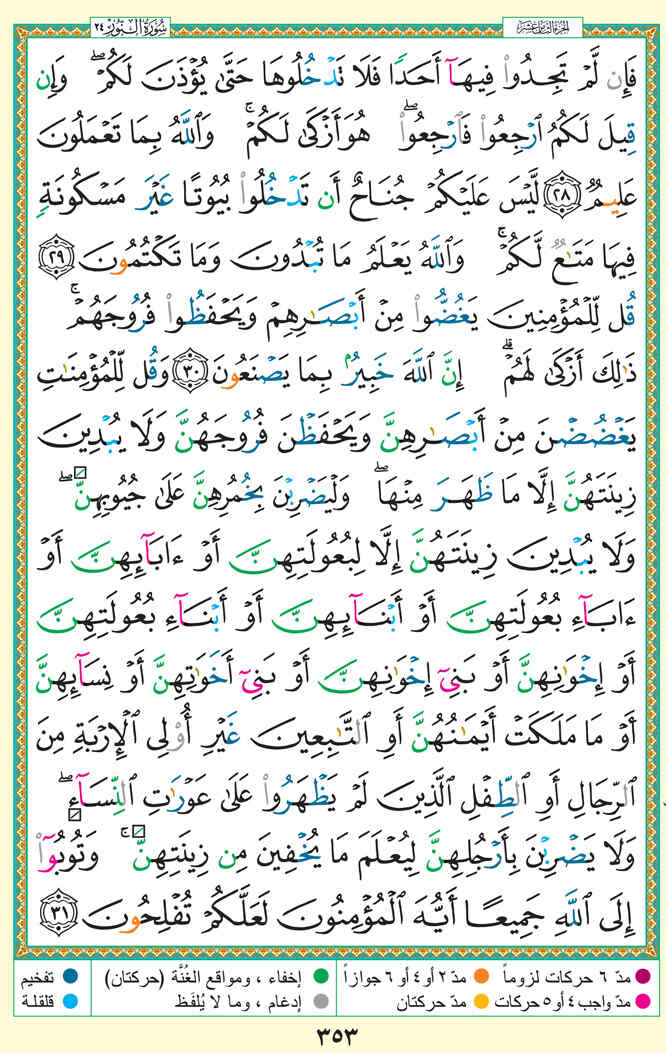 الجزء الثامن عشر
سُورَةُ النُّورِ ٢٤
فَإِن لَّمْ تَجِدُوا۟ فِيهَآ أَحَدًا فَلَا تَدْخُلُوهَا حَتَّىٰ يُؤْذَنَ لَكُمْ ۖ وَإِن
قِيلَ لَكُمُ ٱرْجِعُوا۟ فَٱرْجِعُوا۟ ۖ هُوَ أَزْكَىٰ لَكُمْ ۚ وَٱللَّهُ بِمَا تَعْمَلُونَ
عَلِيمٌ ٢٨ لَّيْسَ عَلَيْكُمْ جُنَاحٌ أَن تَدْخُلُوا۟ بُيُوتًا غَيْرَ مَسْكُونَةٍ
فِيهَا مَتَٰعٌ لَّكُمْ ۚ وَٱللَّهُ يَعْلَمُ مَا تُبْدُونَ وَمَا تَكْتُمُونَ ٢٩
قُل لِّلْمُؤْمِنِينَ يَغُضُّوا۟ مِنْ أَبْصَٰرِهِمْ وَيَحْفَظُوا۟ فُرُوجَهُمْ ۚ
ذَٰلِكَ أَزْكَىٰ لَهُمْ ۗ إِنَّ ٱللَّهَ خَبِيرٌۢ بِمَا يَصْنَعُونَ ٣٠ وَقُل لِّلْمُؤْمِنَٰتِ
يَغْضُضْنَ مِنْ أَبْصَٰرِهِنَّ وَيَحْفَظْنَ فُرُوجَهُنَّ وَلَا يُبْدِينَ
زِينَتَهُنَّ إِلَّا مَا ظَهَرَ مِنْهَا ۖ وَلْيَضْرِبْنَ بِخُمُرِهِنَّ عَلَىٰ جُيُوبِهِنَّ ۖ
وَلَا يُبْدِينَ زِينَتَهُنَّ إِلَّا لِبُعُولَتِهِنَّ أَوْ ءَابَآئِهِنَّ أَوْ
ءَابَآءِ بُعُولَتِهِنَّ أَوْ أَبْنَآئِهِنَّ أَوْ أَبْنَآءِ بُعُولَتِهِنَّ
أَوْ إِخْوَٰنِهِنَّ أَوْ بَنِىٓ إِخْوَٰنِهِنَّ أَوْ بَنِىٓ أَخَوَٰتِهِنَّ أَوْ نِسَآئِهِنَّ
أَوْ مَا مَلَكَتْ أَيْمَٰنُهُنَّ أَوِ ٱلتَّٰبِعِينَ غَيْرِ أُو۟لِى ٱلْإِرْبَةِ مِنَ
ٱلرِّجَالِ أَوِ ٱلطِّفْلِ ٱلَّذِينَ لَمْ يَظْهَرُوا۟ عَلَىٰ عَوْرَٰتِ ٱلنِّسَآءِ ۖ
وَلَا يَضْرِبْنَ بِأَرْجُلِهِنَّ لِيُعْلَمَ مَا يُخْفِينَ مِن زِينَتِهِنَّ ۚ وَتُوبُوٓا۟
إِلَى ٱللَّهِ جَمِيعًا أَيُّهَ ٱلْمُؤْمِنُونَ لَعَلَّكُمْ تُفْلِحُونَ ٣١
مدّ ٦ حركات لزوماً مدّ ٢ أو ٤ أو ٦ جوازاً إخفاء ، ومواقع الغُنَّة (حركتان) تفخيم
مدّ واجب ٤ أو ٥ حركات مدّ حركتان إدغام ، وما لا يُلفَظ قلقلة
٣٥٣